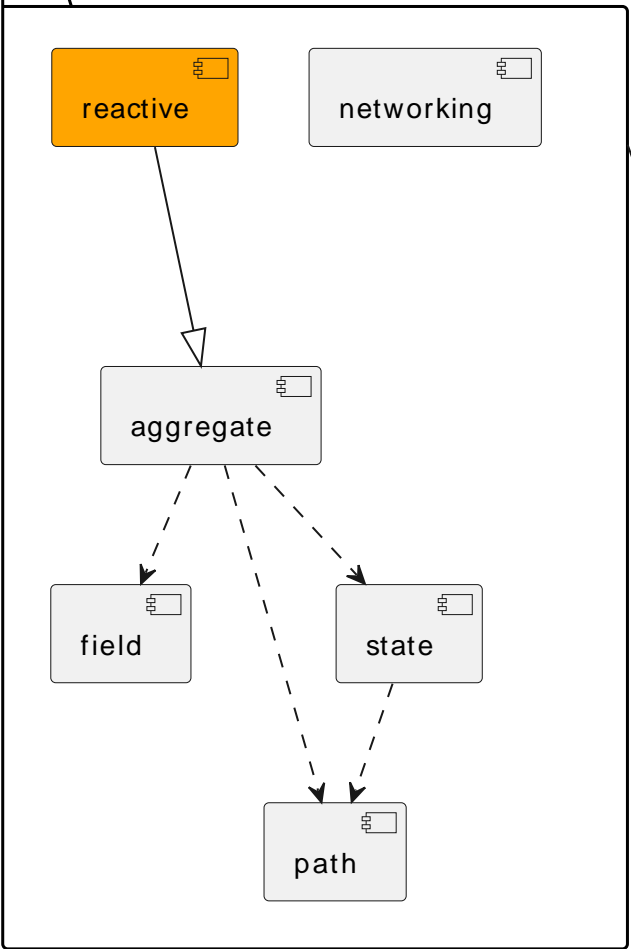 reactive
networking
aggregate
field
state
path